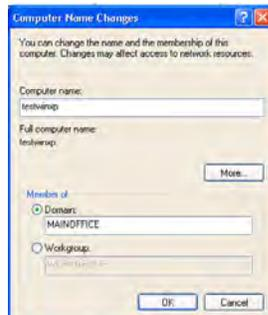 Computer Name Changes
You can change the name and the membership of this
computer. Changes may affect access to network resources.
Computer name:
testwinxp
Full computer name:
testwinxp.
More...
Member of
Domain:
MAINOFFICE
Workgroup:
OK
Cancel